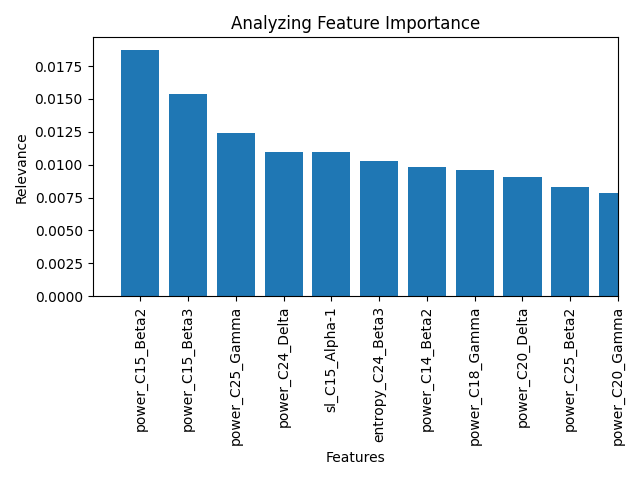 Analyzing Feature Importance
Relevance
0.0175
0.0150
0.0125
0.0100
0.0075
0.0050
0.0025
0.0000
power_C15_Beta2
power_C15_Beta3
power_C25_Gamma
power_C24_Delta
sl_C15_Alpha-1
entropy_C24_Beta3
power_C14_Beta2
power_C18_Gamma
power_C20_Delta
power_C25_Beta2
power_C20_Gamma
Features